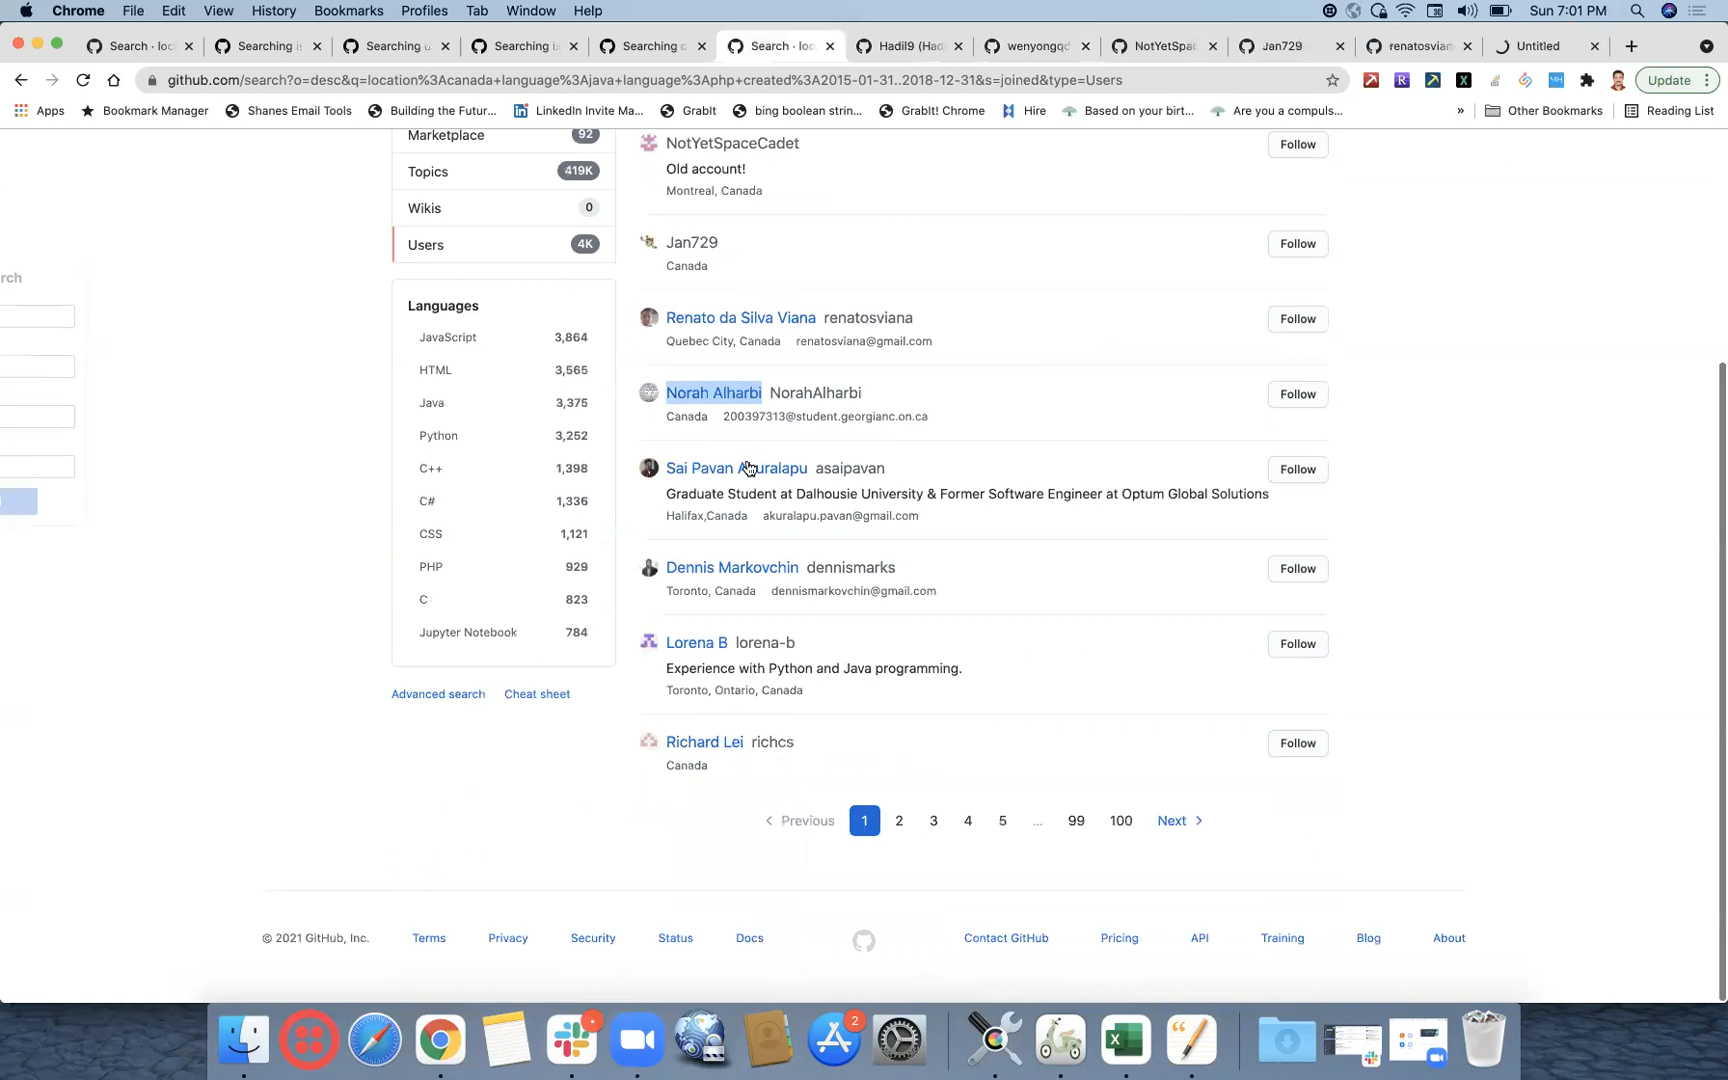 Chrome File Edit View History Bookmarks Profiles Tab Window Help Sun 7:01 PM
Search · loc Searching is Searching u Searching u Searching c Search · loc Hadil9 (Had wenyongqd NotYetSpa Jan729 renatosvian Untitled
github.com/search?o=desc&q=location%3Acanada+language%3Ajava+language%3Aphp+created%3A2015-01-31..2018-12-31&s=joined&type=Users Update
Apps Bookmark Manager Shanes Email Tools Building the Futur... LinkedIn Invite Ma... GrabIt bing boolean strin... GrabIt! Chrome Hire Based on your birt... Are you a compuls... » Other Bookmarks Reading List
Marketplace 92
Topics 419K
Wikis 0
Users 4K
rch
Languages
JavaScript 3,864
HTML 3,565
Java 3,375
Python 3,252
C++ 1,398
C# 1,336
CSS 1,121
PHP 929
C 823
Jupyter Notebook 784
Advanced search Cheat sheet
NotYetSpaceCadet Follow
Old account!
Montreal, Canada
Jan729 Follow
Canada
Renato da Silva Viana renatosviana Follow
Quebec City, Canada renatosviana@gmail.com
Norah Alharbi NorahAlharbi Follow
Canada 200397313@student.georgianc.on.ca
Sai Pavan Akuralapu asaipavan Follow
Graduate Student at Dalhousie University & Former Software Engineer at Optum Global Solutions
Halifax,Canada akuralapu.pavan@gmail.com
Dennis Markovchin dennismarks Follow
Toronto, Canada dennismarkovchin@gmail.com
Lorena B lorena-b Follow
Experience with Python and Java programming.
Toronto, Ontario, Canada
Richard Lei richcs Follow
Canada
Previous 1 2 3 4 5 ... 99 100 Next
© 2021 GitHub, Inc. Terms Privacy Security Status Docs Contact GitHub Pricing API Training Blog About
2